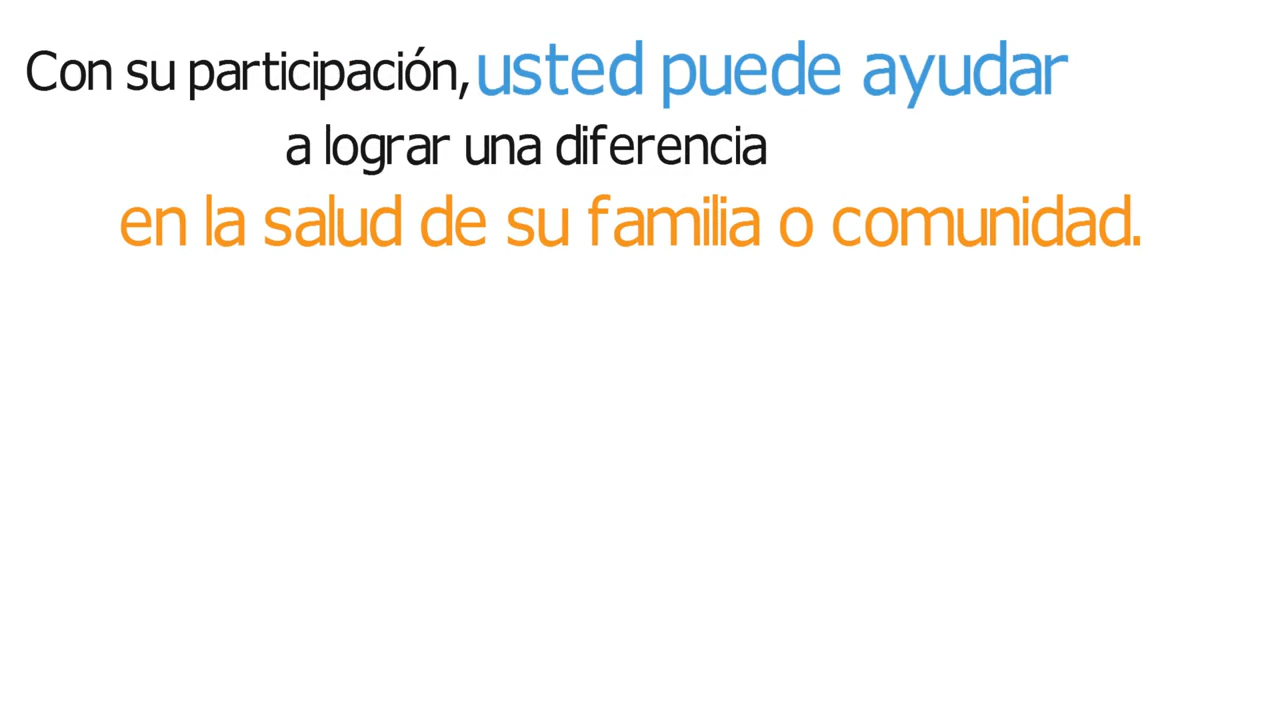 Con su participación, usted puede ayudar
a lograr una diferencia
en la salud de su familia o comunidad.